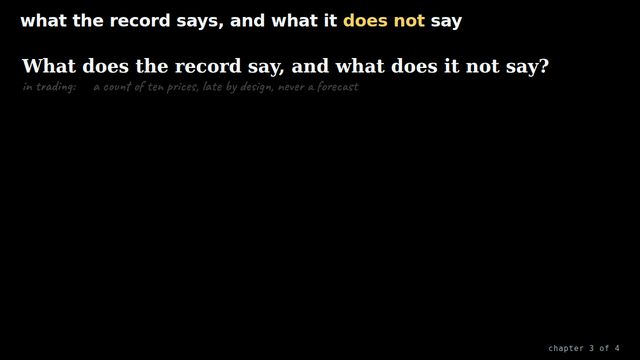 what the record says, and what it does not say
What does the record say, and what does it not say?
in trading: a count of ten prices, late by design, never a forecast
chapter 3 of 4